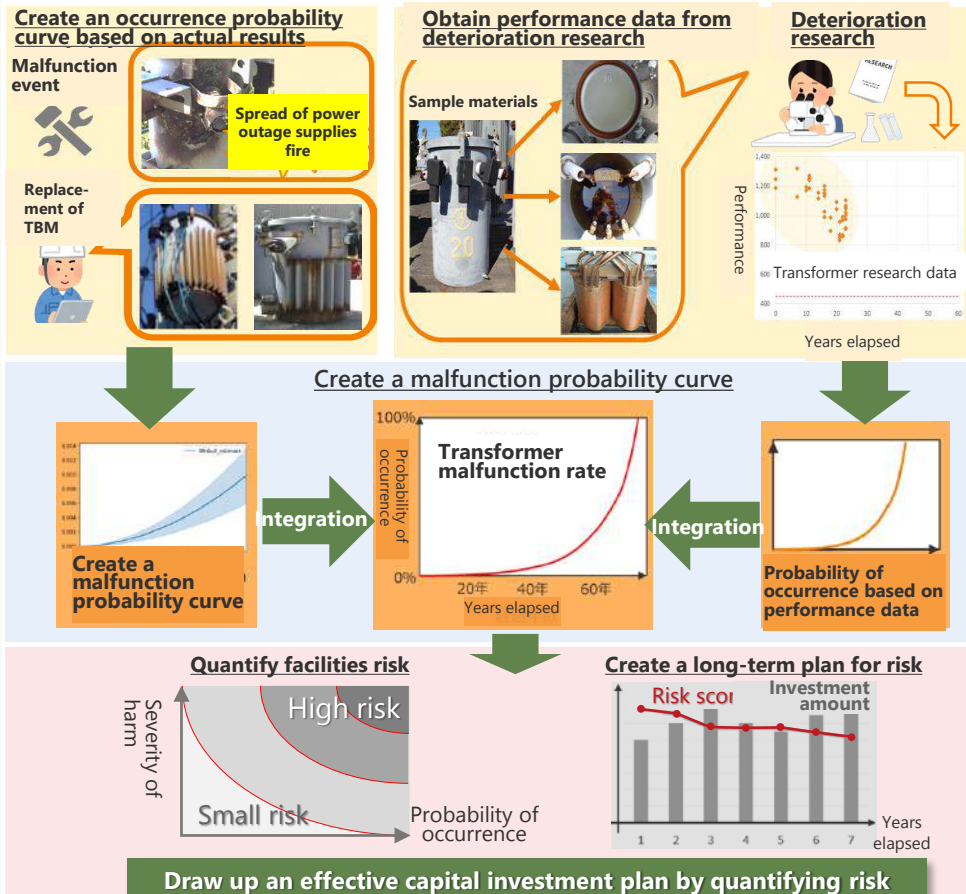 Create an occurrence probability
curve based on actual results
Malfunction
event
Spread of power
outage supplies
fire
Replace-
ment of
TBM
Obtain performance data from
deterioration research
Sample materials
20
Deterioration
research
RESEARCH
Performance
1,400
1,200
1,000
800
600
400
Transformer research data
0
10
20
30
40
50
60
Years elapsed
Create a malfunction probability curve
0.014
0.012
Create a
malfunction
probability curve
Integration
100%
Probability of
occurrence
Transformer
malfunction rate
0%
20年
40年
60年
Years elapsed
Integration
Probability of
occurrence based on
performance data
Quantify facilities risk
Severity of
harm
High risk
Small risk
Probability of
occurrence
Create a long-term plan for risk
Risk scor
Investment
amount
1
2
3
4
5
6
7
Years
elapsed
Draw up an effective capital investment plan by quantifying risk